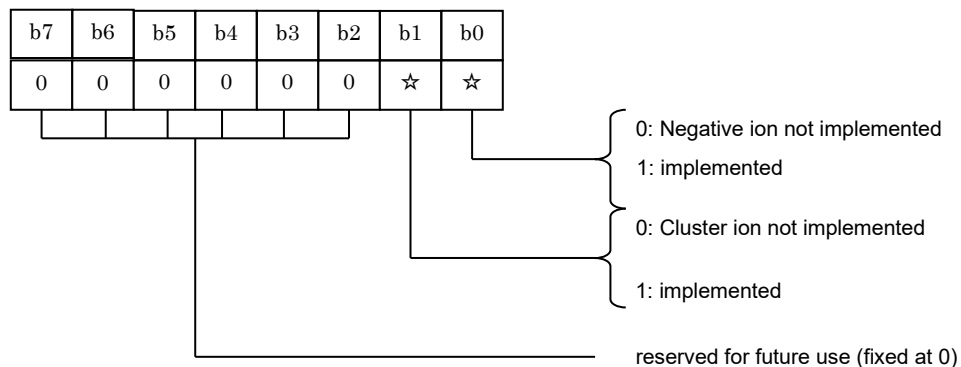 b7 b6 b5 b4 b3 b2 b1 b0
0 0 0 0 0 0 ☆ ☆
0: Negative ion not implemented
1: implemented
0: Cluster ion not implemented
1: implemented
reserved for future use (fixed at 0)